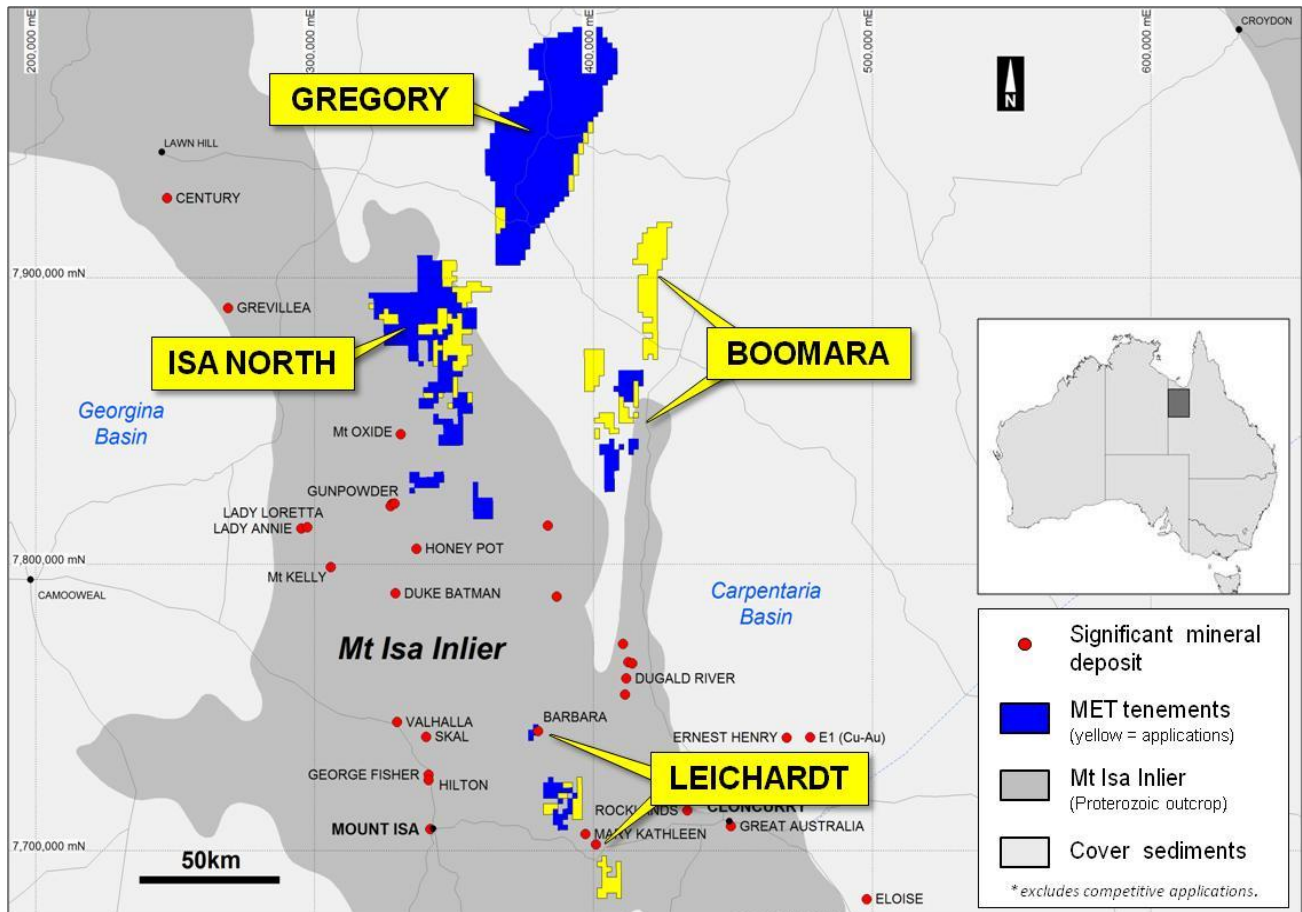 200,000 mE
300,000 mE
400,000 mE
500,000 mE
600,000 mE
CROYDON
GREGORY
N
LAWN HILL
CENTURY
7,900,000 mN
GREVILLEA
ISA NORTH
BOOMARA
Georgina
Basin
Mt OXIDE
GUNPOWDER
LADY LORETTA
LADY ANNIE
HONEY POT
7,800,000 mN
Mt KELLY
CAMOOWEAL
DUKE BATMAN
Carpentaria
Basin
Mt Isa Inlier
DUGALD RIVER
VALHALLA
BARBARA
SKAL
ERNEST HENRY
E1 (Cu-Au)
LEICHARDT
GEORGE FISHER
HILTON
ROCKLANDS
CLONCURRY
MOUNT ISA
MARY KATHLEEN
GREAT AUSTRALIA
7,700,000 mN
50km
ELOISE
Significant mineral
deposit
MET tenements
(yellow = applications)
Mt Isa Inlier
(Proterozoic outcrop)
Cover sediments
* excludes competitive applications.